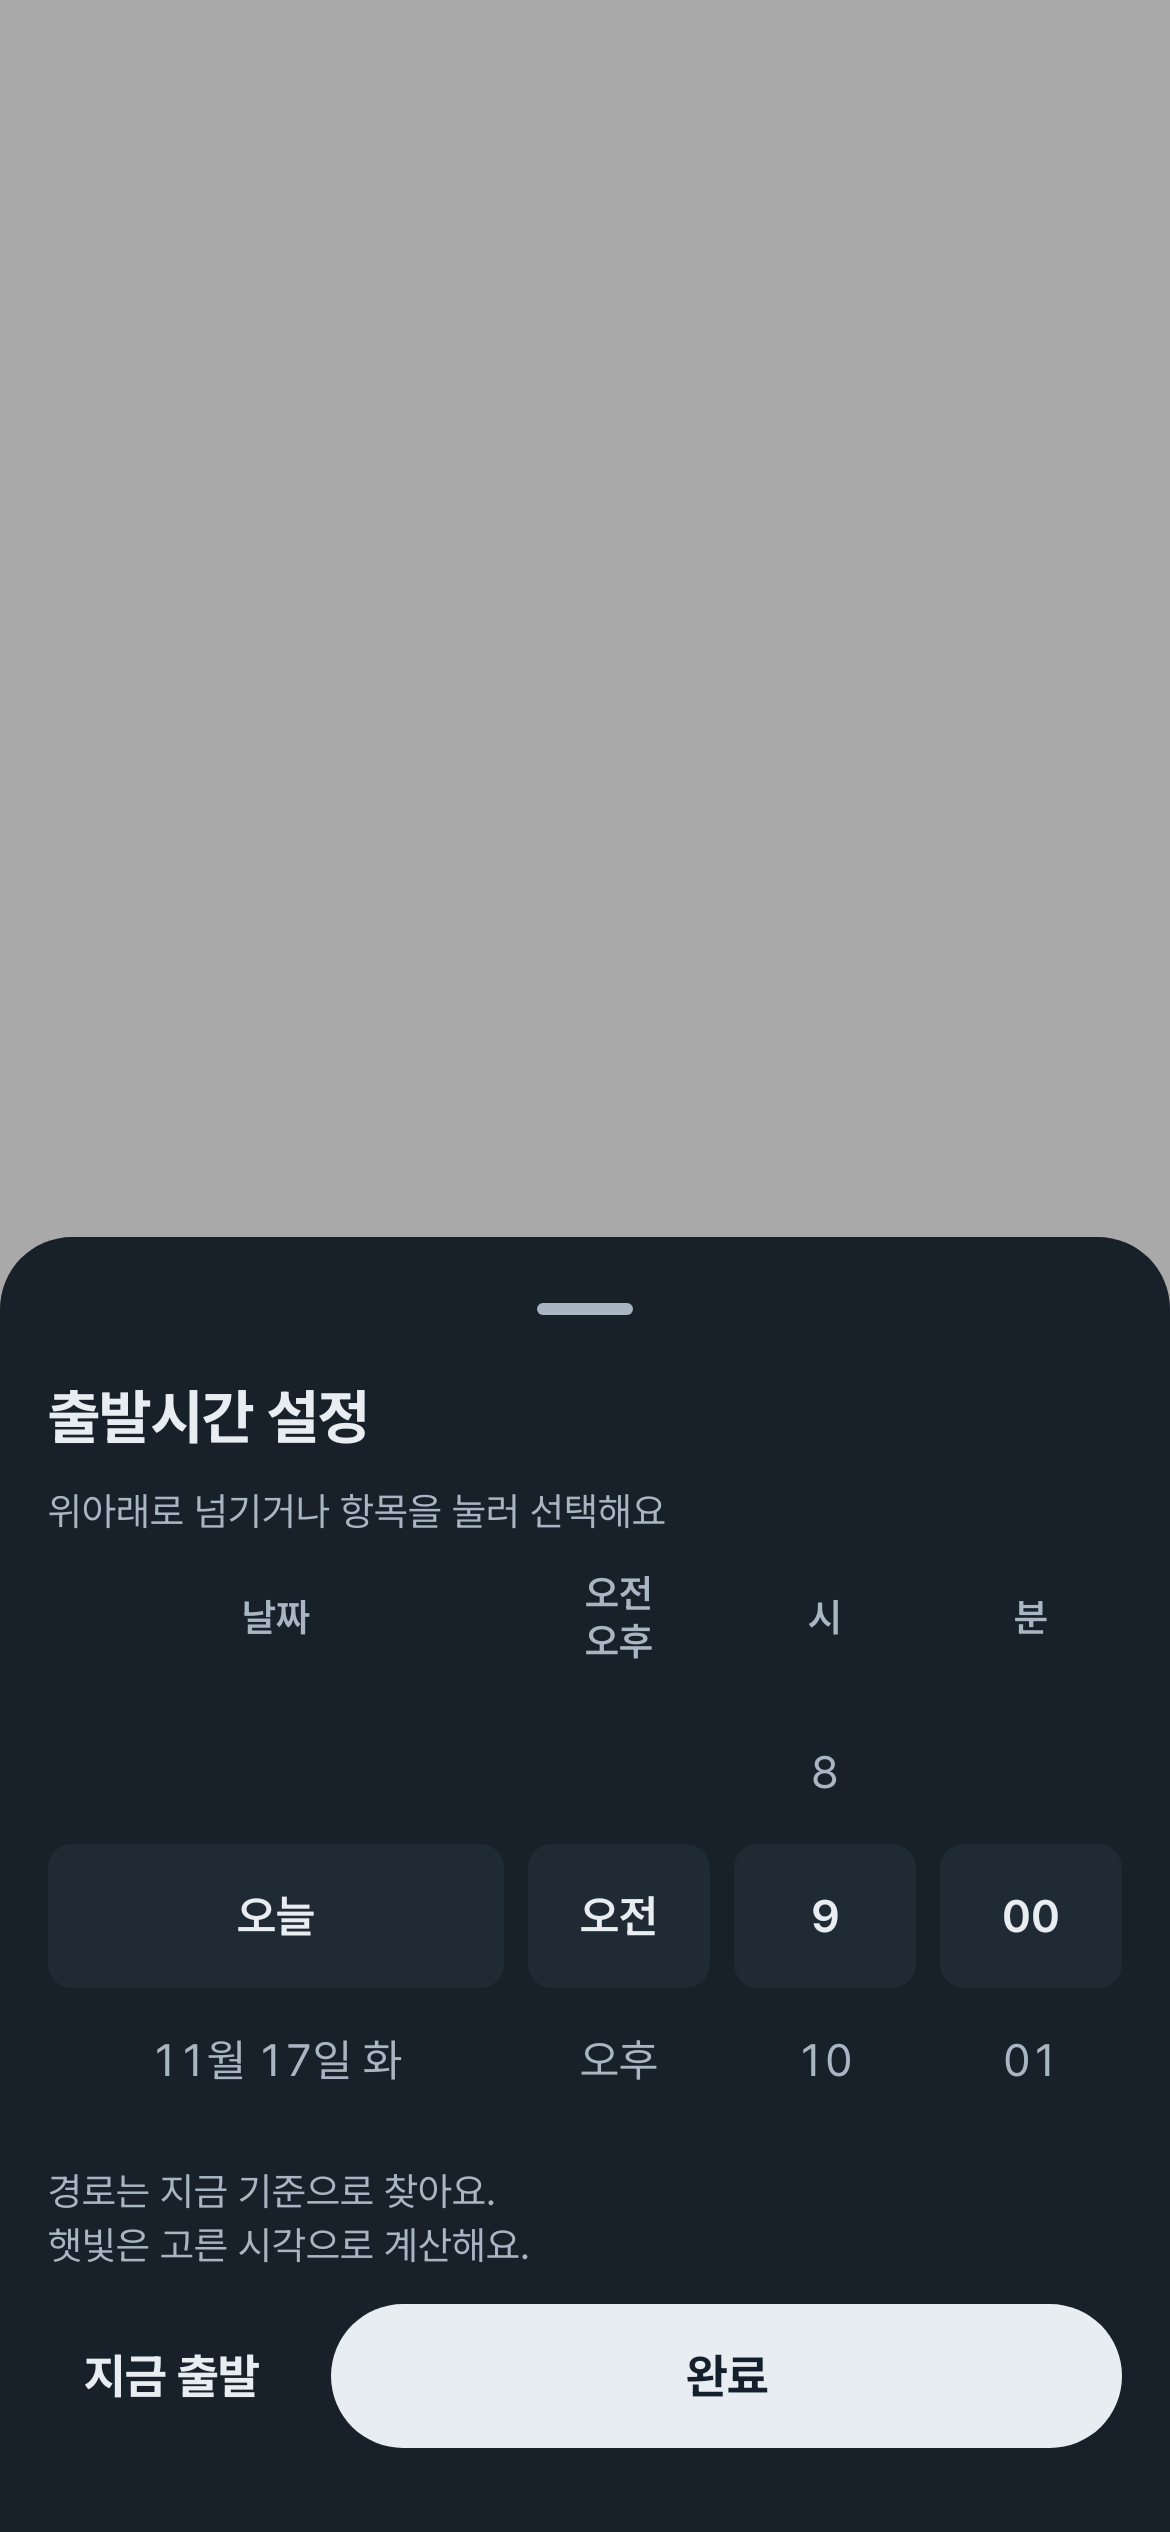 출발시간 설정
위아래로 넘기거나 항목을 눌러 선택해요
날짜 오전 오후 시 분
8
오늘 오전 9 00
11월 17일 화 오후 10 01
경로는 지금 기준으로 찾아요.
햇빛은 고른 시각으로 계산해요.
지금 출발 완료